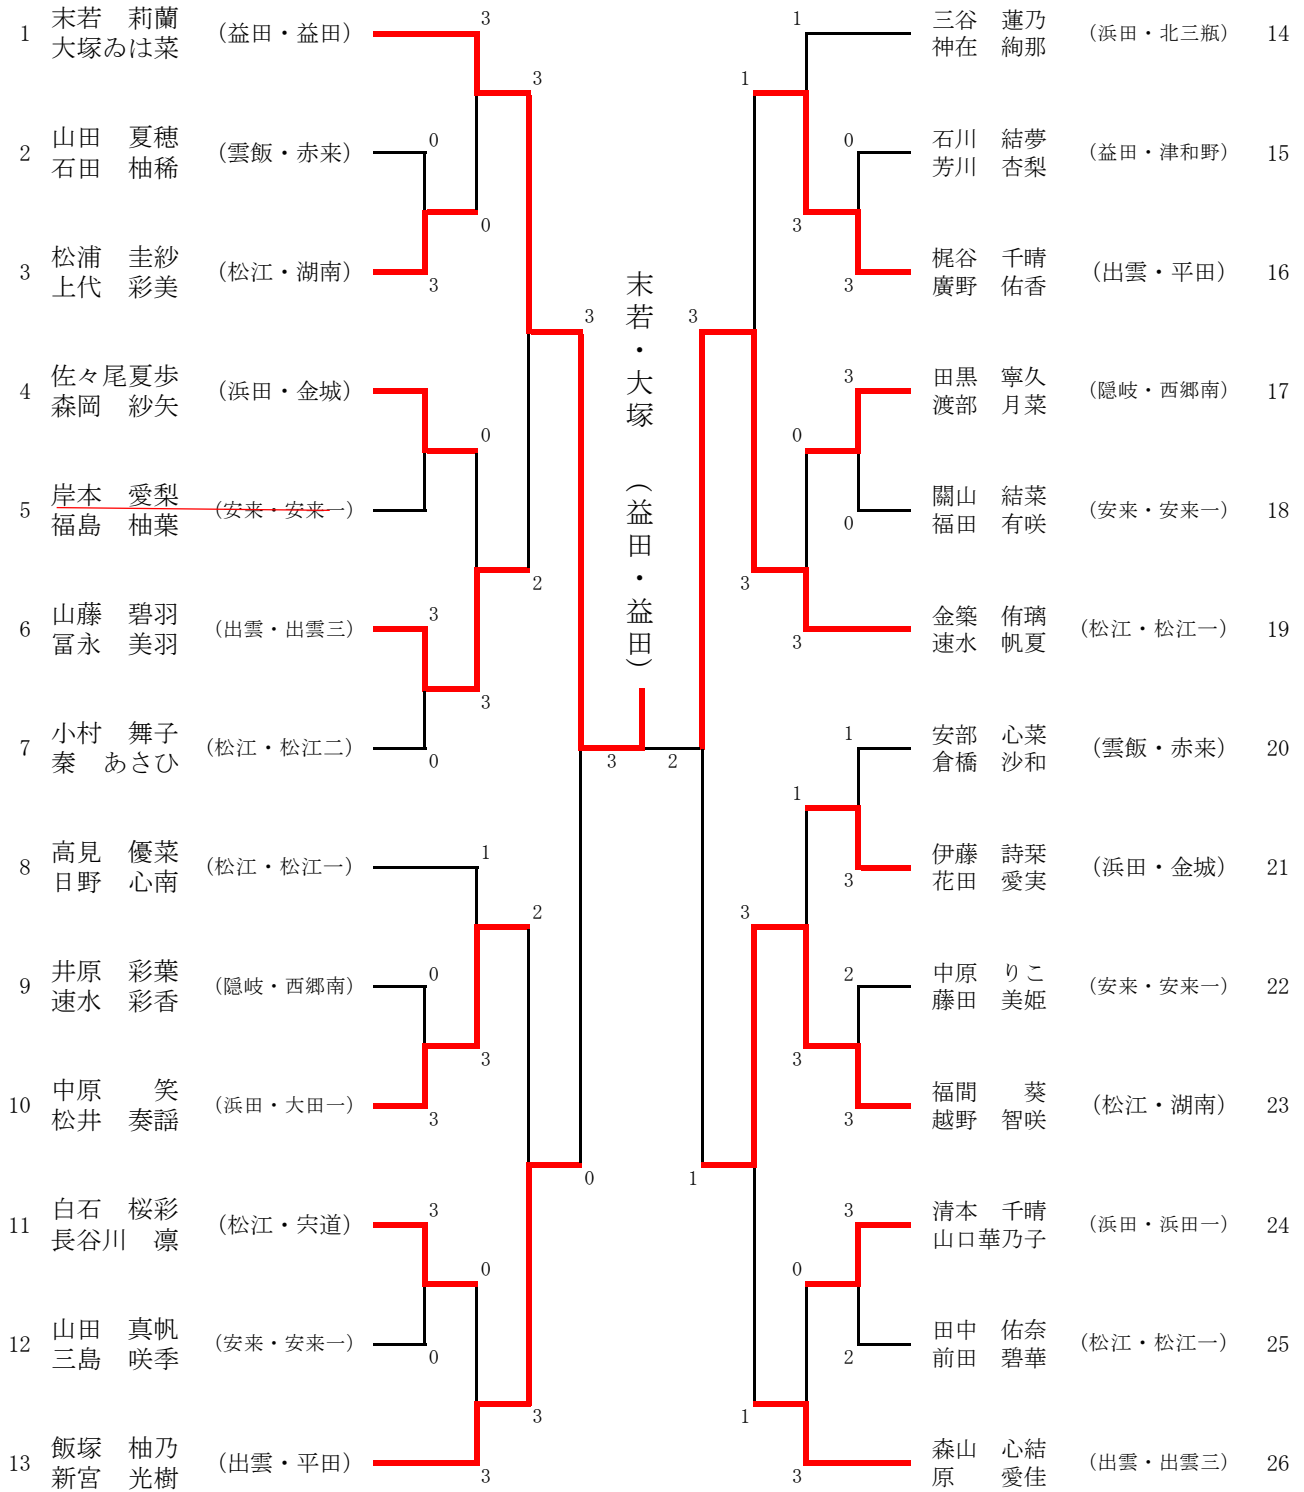 1 末若 莉蘭 (益田・益田) 3
大塚ゐは菜
3
2 山田 夏穂 (雲飯・赤来) 0
石田 柚稀
0
3 松浦 圭紗 (松江・湖南) 3
上代 彩美
3
4 佐々尾夏歩 (浜田・金城)
森岡 紗矢
0
5 岸本 愛梨 (安来・安来一)
福島 柚葉
2
6 山藤 碧羽 (出雲・出雲三) 3
冨永 美羽
3
7 小村 舞子 (松江・松江二) 0
秦 あさひ
8 高見 優菜 (松江・松江一) 1
日野 心南
2
9 井原 彩葉 (隠岐・西郷南) 0
速水 彩香
3
10 中原 笑 (浜田・大田一) 3
松井 奏謡
0
11 白石 桜彩 (松江・宍道) 3
長谷川 凛
0
12 山田 真帆 (安来・安来一) 0
三島 咲季
3
13 飯塚 柚乃 (出雲・平田) 3
新宮 光樹
末若・大塚 (益田・益田)
3 2
1 三谷 蓮乃 (浜田・北三瓶) 14
神在 絢那
1
0 石川 結夢 (益田・津和野) 15
芳川 杏梨
3
3 梶谷 千晴 (出雲・平田) 16
廣野 佑香
3
3 田黒 寧久 (隠岐・西郷南) 17
渡部 月菜
0
0 關山 結菜 (安来・安来一) 18
福田 有咲
3
3 金築 侑璃 (松江・松江一) 19
速水 帆夏
1 安部 心菜 (雲飯・赤来) 20
倉橋 沙和
1
3 伊藤 詩栞 (浜田・金城) 21
花田 愛実
3
2 中原 りこ (安来・安来一) 22
藤田 美姫
3
3 福間 葵 (松江・湖南) 23
越野 智咲
1
3 清本 千晴 (浜田・浜田一) 24
山口華乃子
0
2 田中 佑奈 (松江・松江一) 25
前田 碧華
1
3 森山 心結 (出雲・出雲三) 26
原 愛佳